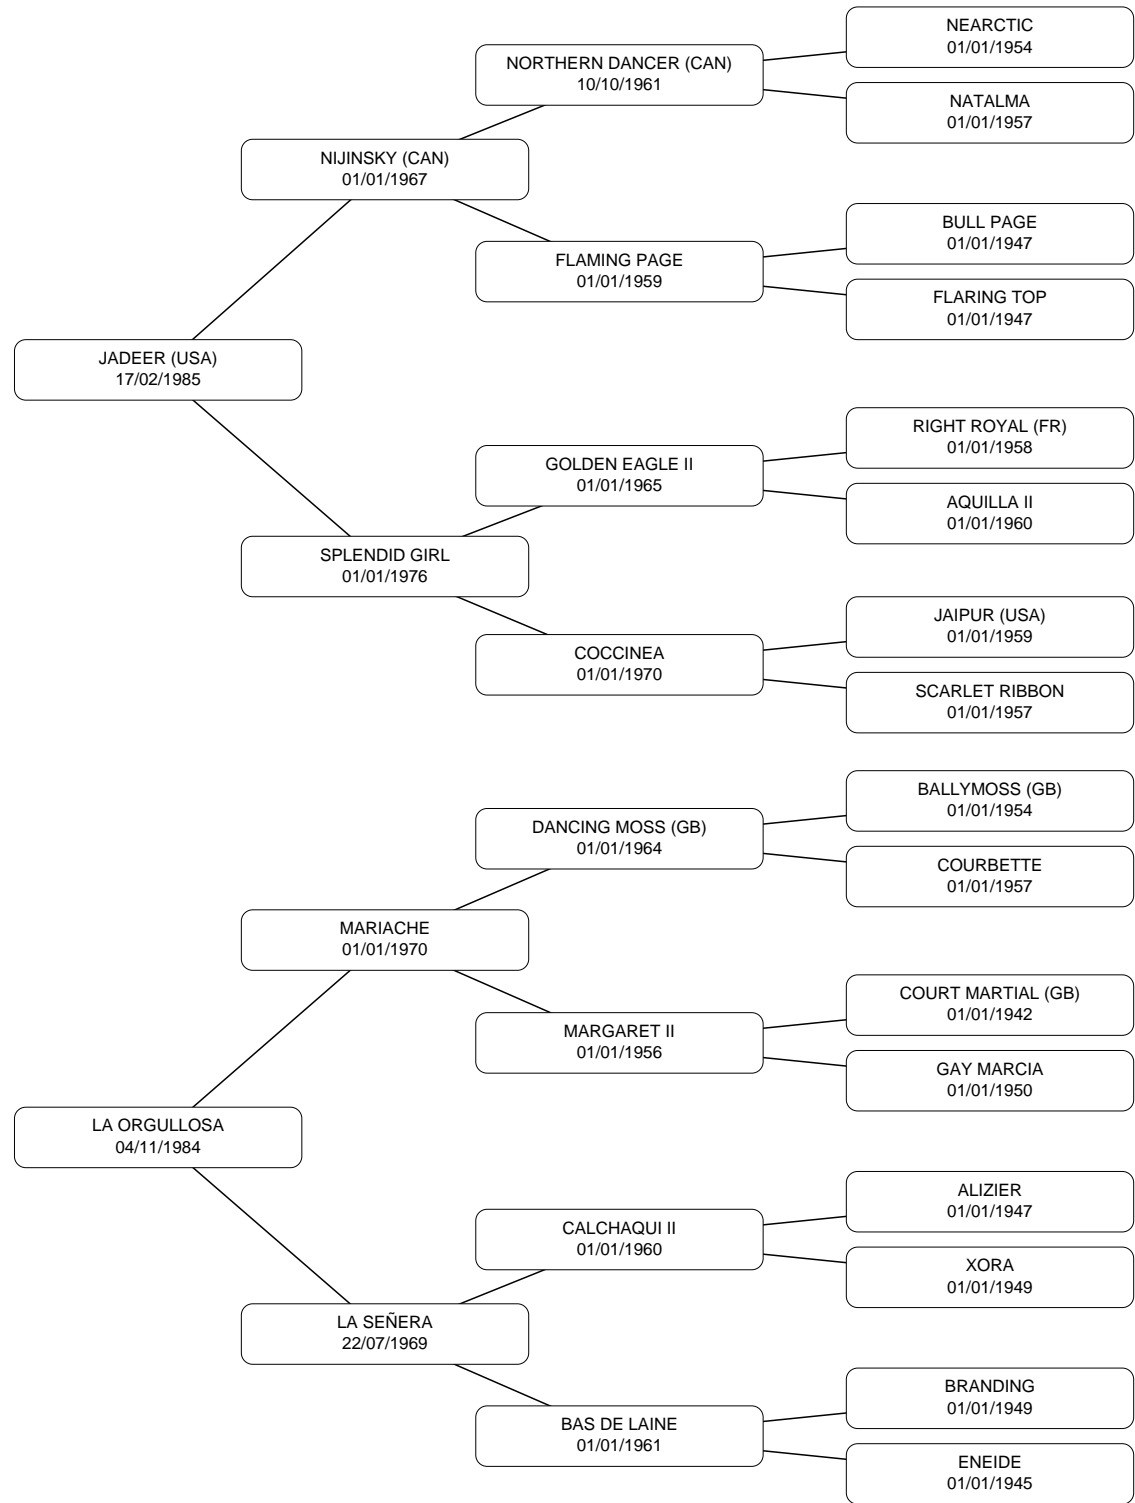 NEARCTIC
01/01/1954
NORTHERN DANCER (CAN)
10/10/1961
NATALMA
01/01/1957
NIJINSKY (CAN)
01/01/1967
BULL PAGE
01/01/1947
FLAMING PAGE
01/01/1959
FLARING TOP
01/01/1947
JADEER (USA)
17/02/1985
RIGHT ROYAL (FR)
01/01/1958
GOLDEN EAGLE II
01/01/1965
AQUILLA II
01/01/1960
SPLENDID GIRL
01/01/1976
JAIPUR (USA)
01/01/1959
COCCINEA
01/01/1970
SCARLET RIBBON
01/01/1957
BALLYMOSS (GB)
01/01/1954
DANCING MOSS (GB)
01/01/1964
COURBETTE
01/01/1957
MARIACHE
01/01/1970
COURT MARTIAL (GB)
01/01/1942
MARGARET II
01/01/1956
GAY MARCIA
01/01/1950
LA ORGULLOSA
04/11/1984
ALIZIER
01/01/1947
CALCHAQUI II
01/01/1960
XORA
01/01/1949
LA SEÑERA
22/07/1969
BRANDING
01/01/1949
BAS DE LAINE
01/01/1961
ENEIDE
01/01/1945